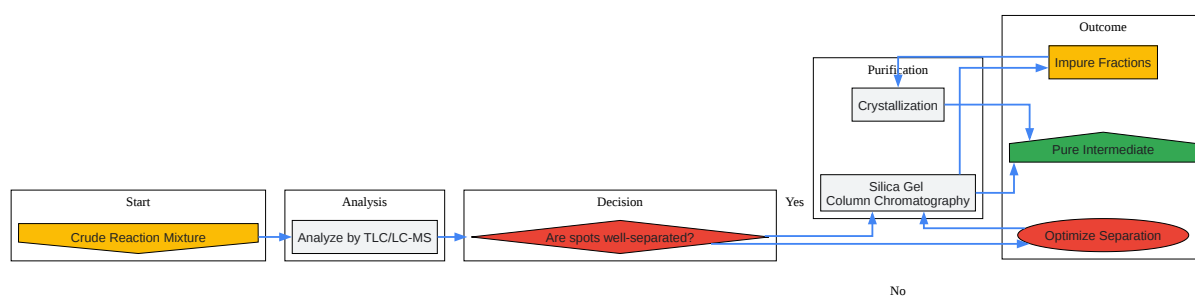 Start
Crude Reaction Mixture
Analysis
Analyze by TLC/LC-MS
Decision
Are spots well-separated?
Yes
No
Purification
Crystallization
Silica Gel
Column Chromatography
Outcome
Impure Fractions
Pure Intermediate
Optimize Separation